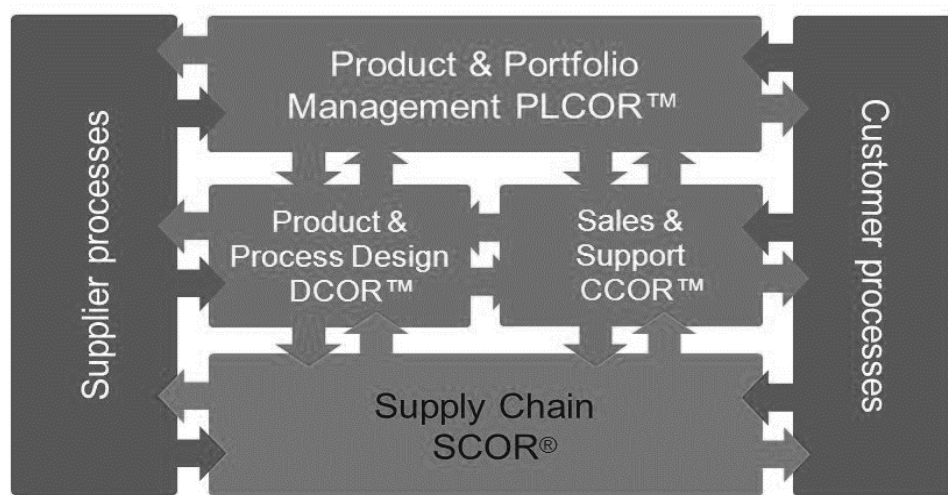 Supplier processes
Product & Portfolio
Management PLCOR™
Product &
Process Design
DCOR™
Sales &
Support
CCOR™
Supply Chain
SCOR®
Customer processes